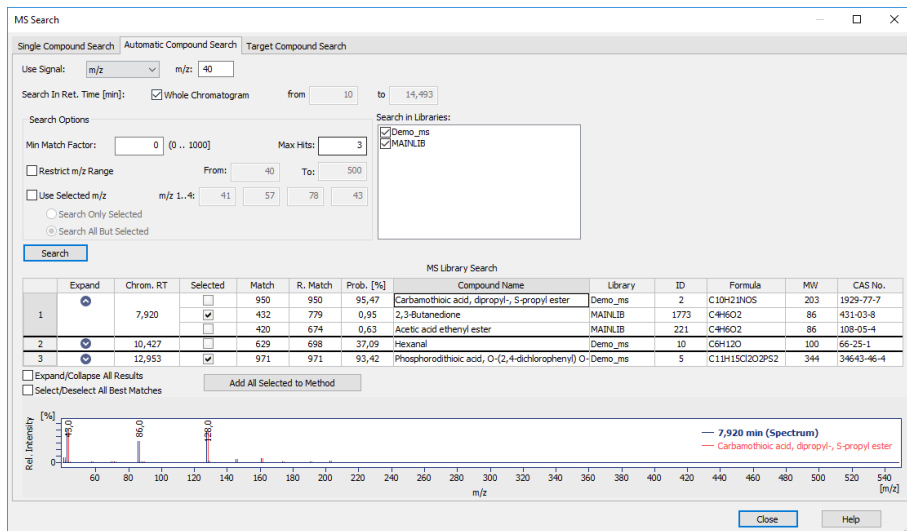 MS Search
Single Compound Search Automatic Compound Search Target Compound Search
Use Signal: m/z m/z: 40
Search In Ret. Time [min]: Whole Chromatogram from 10 to 14,493
Search Options Search in Libraries:
Demo_ms
Min Match Factor: 0 (0 .. 1000] Max Hits: 3 MAINLIB
Restrict m/z Range From: 40 To: 500
Use Selected m/z m/z 1..4: 41 57 78 43
Search Only Selected
Search All But Selected
Search
MS Library Search
Expand Chrom. RT Selected Match R. Match Prob. [%] Compound Name Library ID Formula MW CAS No.
950 950 95,47 Carbamothioic acid, dipropyl-, S-propyl ester Demo_ms 2 C10H21NOS 203 1929-77-7
1 7,920 432 779 0,95 2,3-Butanedione MAINLIB 1773 C4H6O2 86 431-03-8
420 674 0,63 Acetic acid ethenyl ester MAINLIB 221 C4H6O2 86 108-05-4
2 10,427 629 698 37,09 Hexanal Demo_ms 10 C6H12O 100 66-25-1
3 12,953 971 971 93,42 Phosphorodithioic acid, O-(2,4-dichlorophenyl) O- Demo_ms 5 C11H15Cl2O2PS2 344 34643-46-4
Expand/Collapse All Results
Select/Deselect All Best Matches
Add All Selected to Method
[%]
Rel. Intensity
0
43,0 86,0 128,0
7,920 min (Spectrum)
Carbamothioic acid, dipropyl-, S-propyl ester
60 80 100 120 140 160 180 200 220 240 260 280 300 320 340 360 380 400 420 440 460 480 500 520 540
m/z [m/z]
Close Help